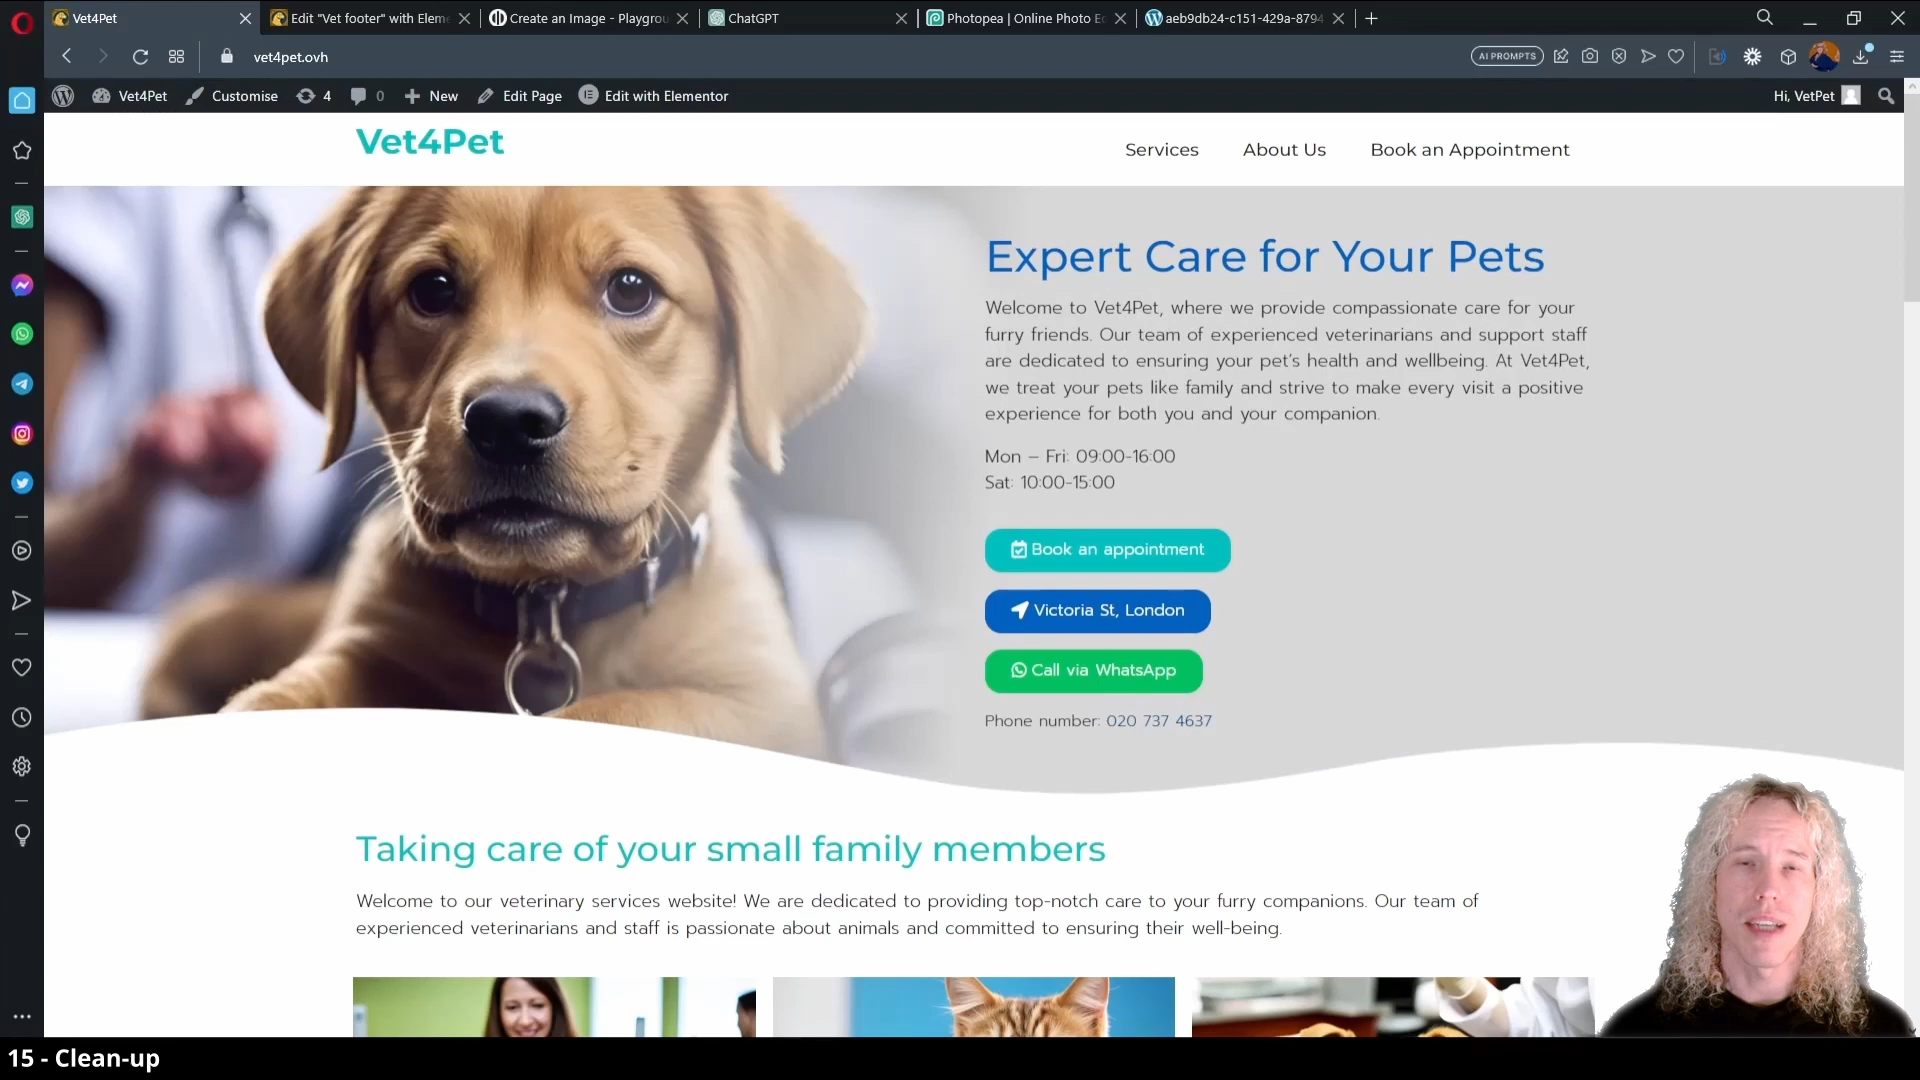 Vet4Pet
Edit "Vet footer" with Eleme
Create an Image - Playgrou
ChatGPT
Photopea | Online Photo Ed
aeb9db24-c151-429a-8794
vet4pet.ovh
AI PROMPTS
Vet4Pet
Customise
4
0
New
Edit Page
Edit with Elementor
Hi, VetPet
Vet4Pet
Services
About Us
Book an Appointment
Expert Care for Your Pets
Welcome to Vet4Pet, where we provide compassionate care for your
furry friends. Our team of experienced veterinarians and support staff
are dedicated to ensuring your pet's health and wellbeing. At Vet4Pet,
we treat your pets like family and strive to make every visit a positive
experience for both you and your companion.
Mon – Fri: 09:00-16:00
Sat: 10:00-15:00
Book an appointment
Victoria St, London
Call via WhatsApp
Phone number: 020 737 4637
Taking care of your small family members
Welcome to our veterinary services website! We are dedicated to providing top-notch care to your furry companions. Our team of
experienced veterinarians and staff is passionate about animals and committed to ensuring their well-being.
15 - Clean-up